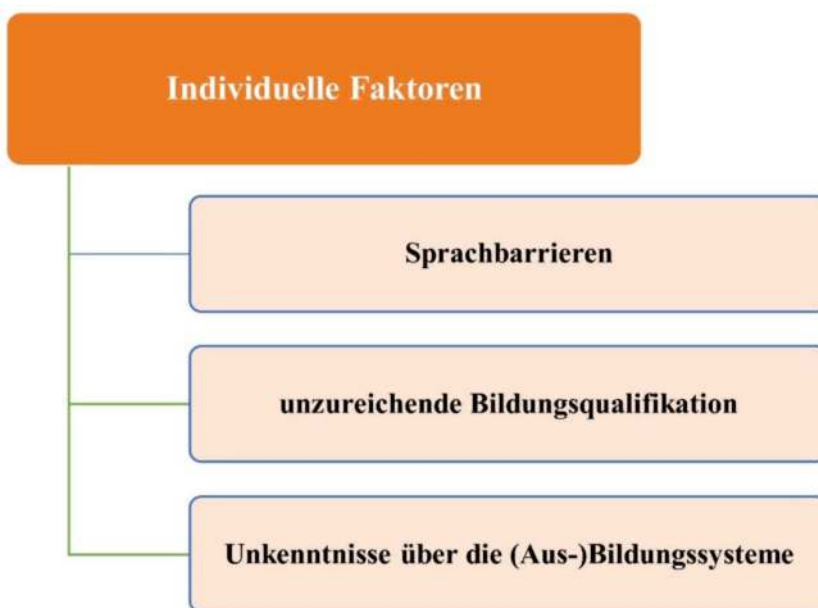 Individuelle Faktoren
Sprachbarrieren
unzureichende Bildungsqualifikation
Unkenntnisse über die (Aus-)Bildungssysteme